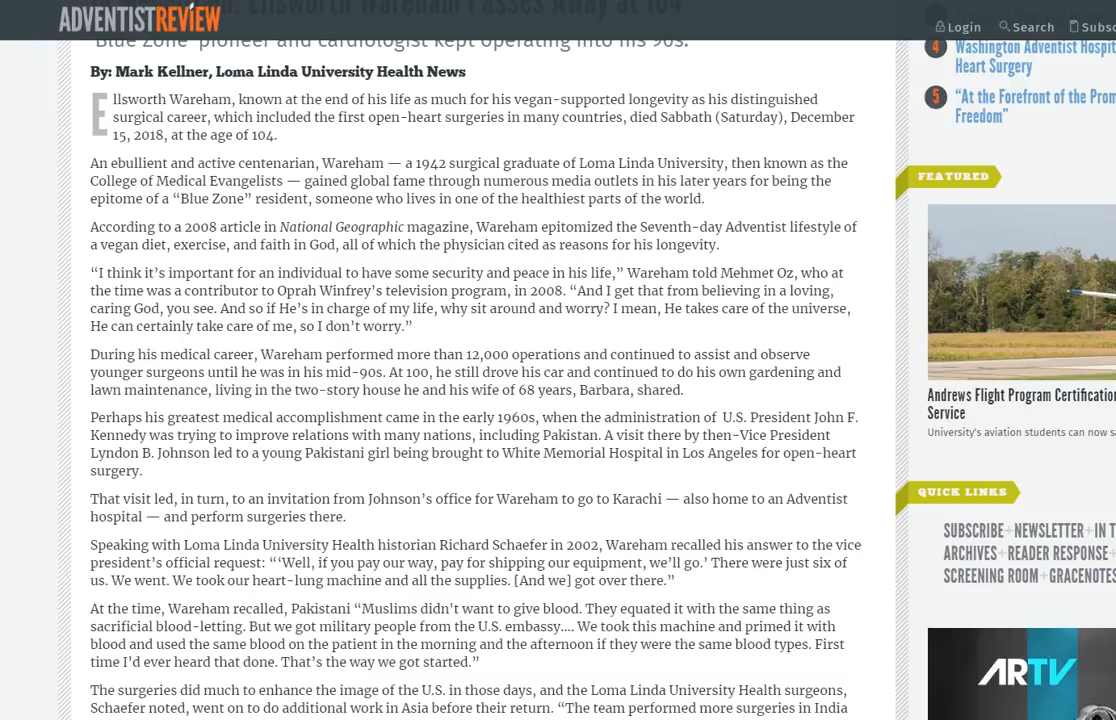 Ellsworth Wareham Passes Away at 104
ADVENTIST REVIEW
Login
Search
'Blue Zone' pioneer and cardiologist kept operating into his 90s.
By: Mark Kellner, Loma Linda University Health News
Ellsworth Wareham, known at the end of his life as much for his vegan-supported longevity as his distinguished
surgical career, which included the first open-heart surgeries in many countries, died Sabbath (Saturday), December
15, 2018, at the age of 104.
An ebullient and active centenarian, Wareham — a 1942 surgical graduate of Loma Linda University, then known as the
College of Medical Evangelists — gained global fame through numerous media outlets in his later years for being the
epitome of a “Blue Zone” resident, someone who lives in one of the healthiest parts of the world.
According to a 2008 article in National Geographic magazine, Wareham epitomized the Seventh-day Adventist lifestyle of
a vegan diet, exercise, and faith in God, all of which the physician cited as reasons for his longevity.
“I think it’s important for an individual to have some security and peace in his life,” Wareham told Mehmet Oz, who at
the time was a contributor to Oprah Winfrey’s television program, in 2008. “And I get that from believing in a loving,
caring God, you see. And so if He’s in charge of my life, why sit around and worry? I mean, He takes care of the universe,
He can certainly take care of me, so I don’t worry.”
During his medical career, Wareham performed more than 12,000 operations and continued to assist and observe
younger surgeons until he was in his mid-90s. At 100, he still drove his car and continued to do his own gardening and
lawn maintenance, living in the two-story house he and his wife of 68 years, Barbara, shared.
Perhaps his greatest medical accomplishment came in the early 1960s, when the administration of U.S. President John F.
Kennedy was trying to improve relations with many nations, including Pakistan. A visit there by then-Vice President
Lyndon B. Johnson led to a young Pakistani girl being brought to White Memorial Hospital in Los Angeles for open-heart
surgery.
That visit led, in turn, to an invitation from Johnson’s office for Wareham to go to Karachi — also home to an Adventist
hospital — and perform surgeries there.
Speaking with Loma Linda University Health historian Richard Schaefer in 2002, Wareham recalled his answer to the vice
president’s official request: “‘Well, if you pay our way, pay for shipping our equipment, we’ll go.’ There were just six of
us. We went. We took our heart-lung machine and all the supplies. [And we] got over there.”
At the time, Wareham recalled, Pakistani “Muslims didn't want to give blood. They equated it with the same thing as
sacrificial blood-letting. But we got military people from the U.S. embassy.... We took this machine and primed it with
blood and used the same blood on the patient in the morning and the afternoon if they were the same blood types. First
time I'd ever heard that done. That’s the way we got started.”
The surgeries did much to enhance the image of the U.S. in those days, and the Loma Linda University Health surgeons,
Schaefer noted, went on to do additional work in Asia before their return. “The team performed more surgeries in India
4
Washington Adventist Hospit
Heart Surgery
5
“At the Forefront of the Pro
Freedom”
FEATURED
Andrews Flight Program Certification
Service
University's aviation students can now
QUICK LINKS
SUBSCRIBE+NEWSLETTER+IN T
ARCHIVES+READER RESPONSE+
SCREENING ROOM+GRACENOTES
ARTV